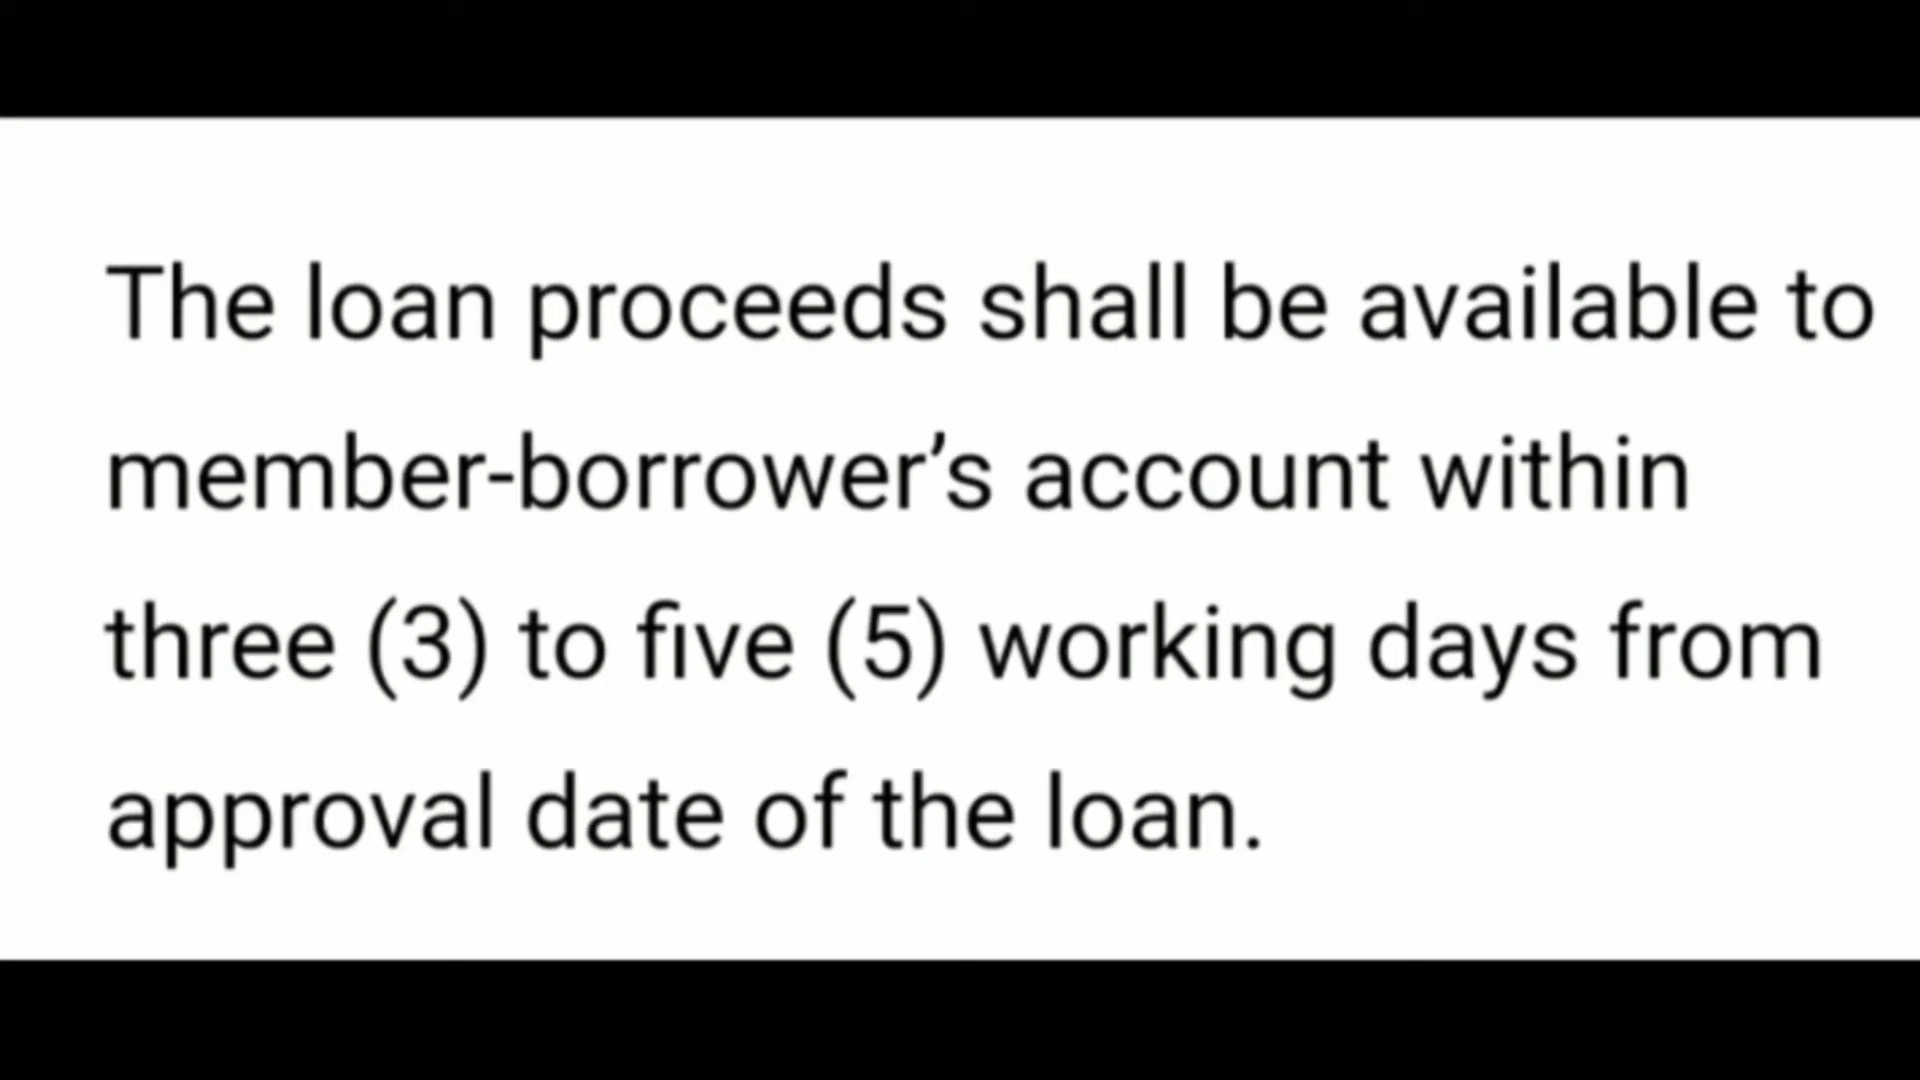 The loan proceeds shall be available to
member-borrower’s account within
three (3) to five (5) working days from
approval date of the loan.